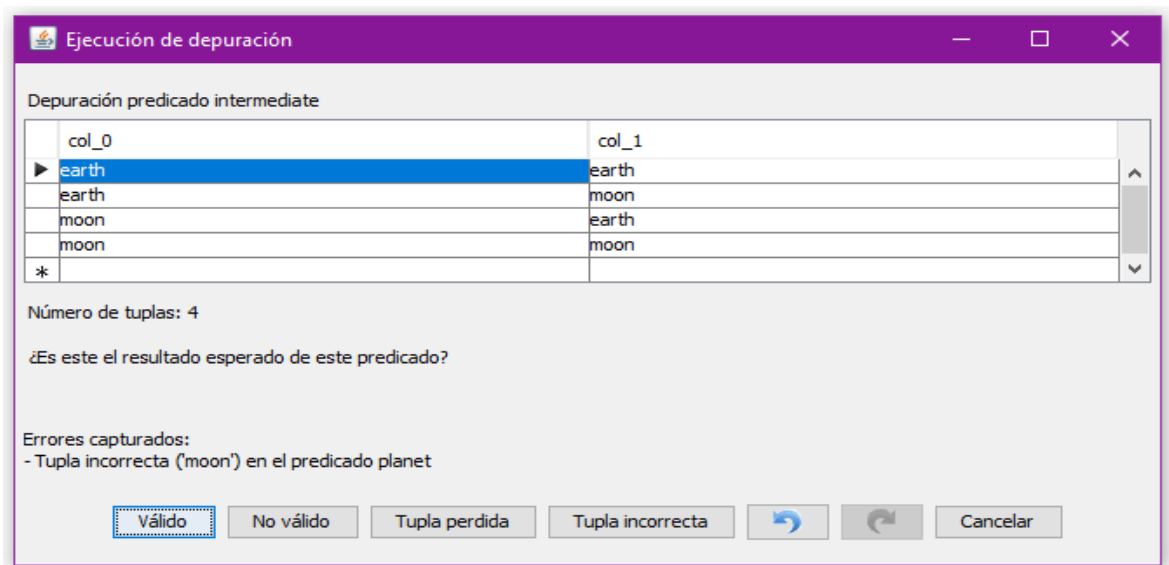 Ejecución de depuración
Depuración predicado intermediate
col_0 col_1
earth earth
earth moon
moon earth
moon moon
*
Número de tuplas: 4
¿Es este el resultado esperado de este predicado?
Errores capturados:
- Tupla incorrecta ('moon') en el predicado planet
Válido No válido Tupla perdida Tupla incorrecta Cancelar